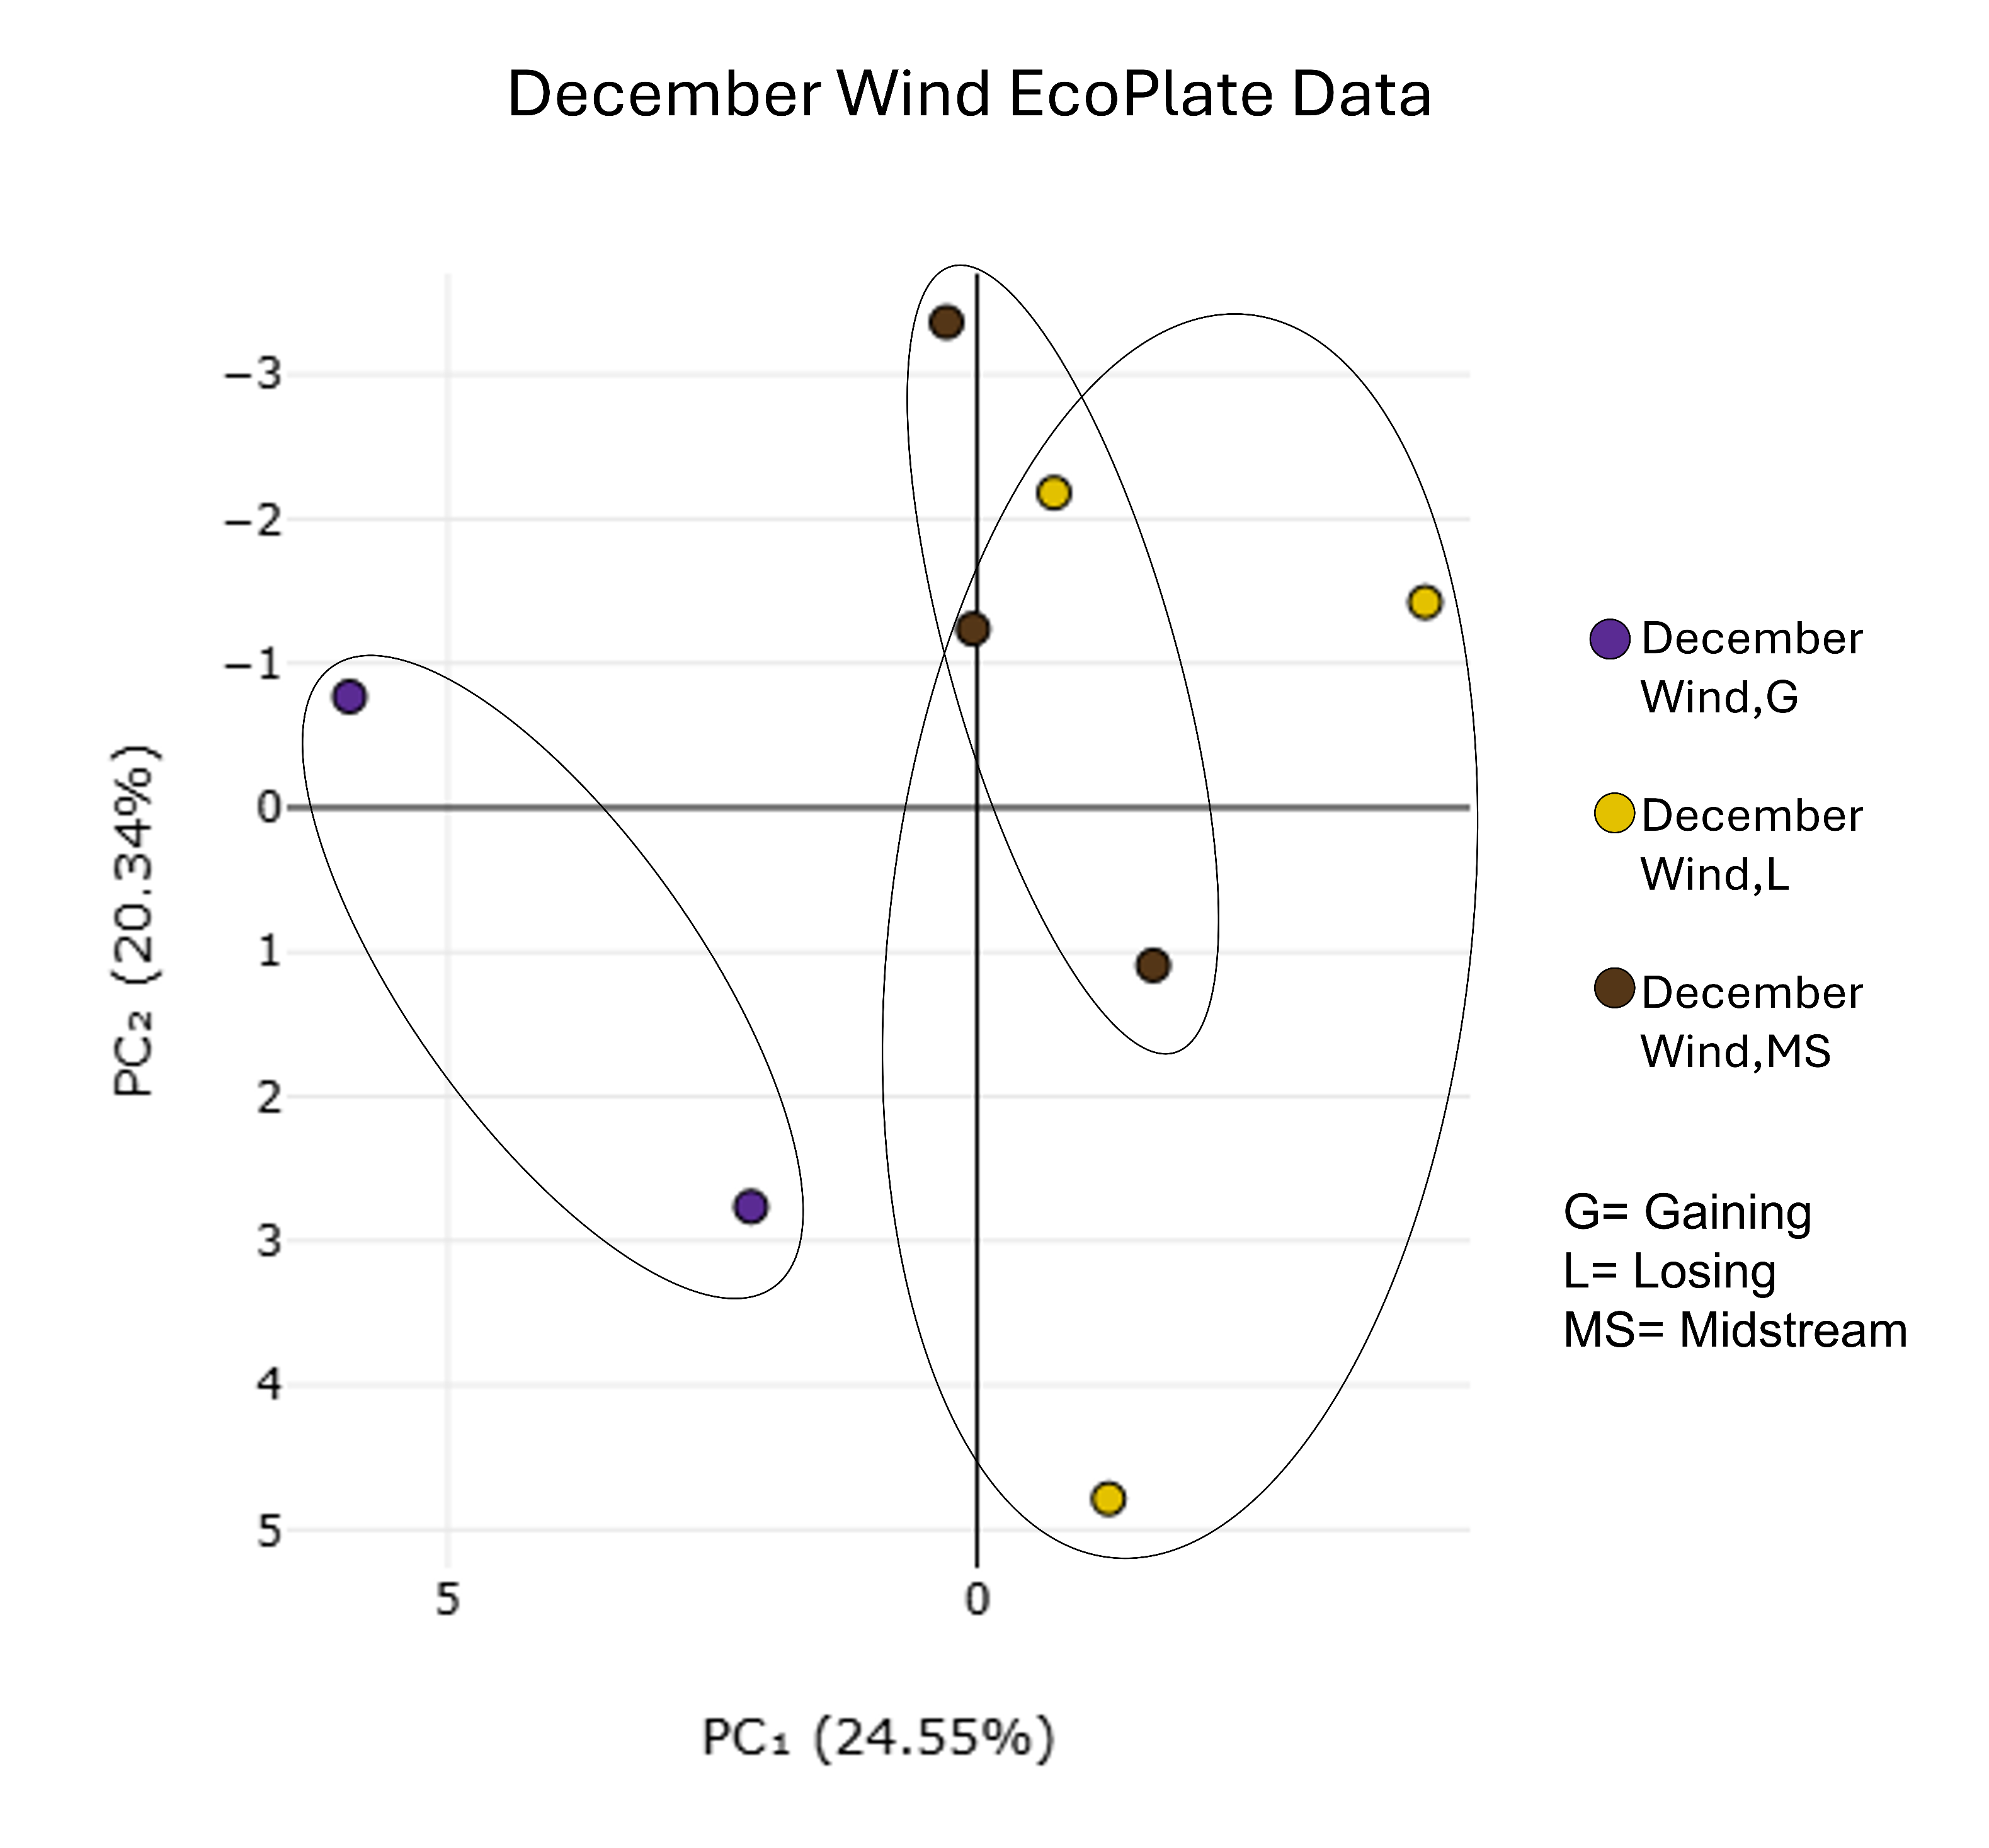 December Wind EcoPlate Data
−3
−2
−1
0
1
2
3
4
5
PC₂ (20.34%)
5
0
PC₁ (24.55%)
December
Wind,G
December
Wind,L
December
Wind,MS
G= Gaining
L= Losing
MS= Midstream